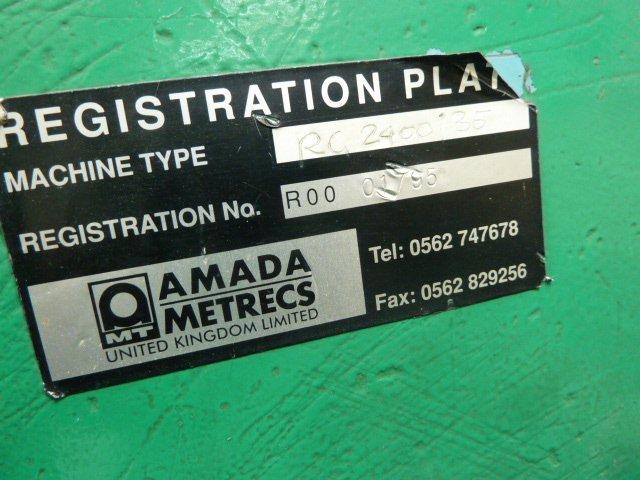 REGISTRATION PLAT
MACHINE TYPE RG 2400 135
REGISTRATION No. R00 01795
AMADA
METRECS
MT
UNITED KINGDOM LIMITED
Tel: 0562 747678
Fax: 0562 829256